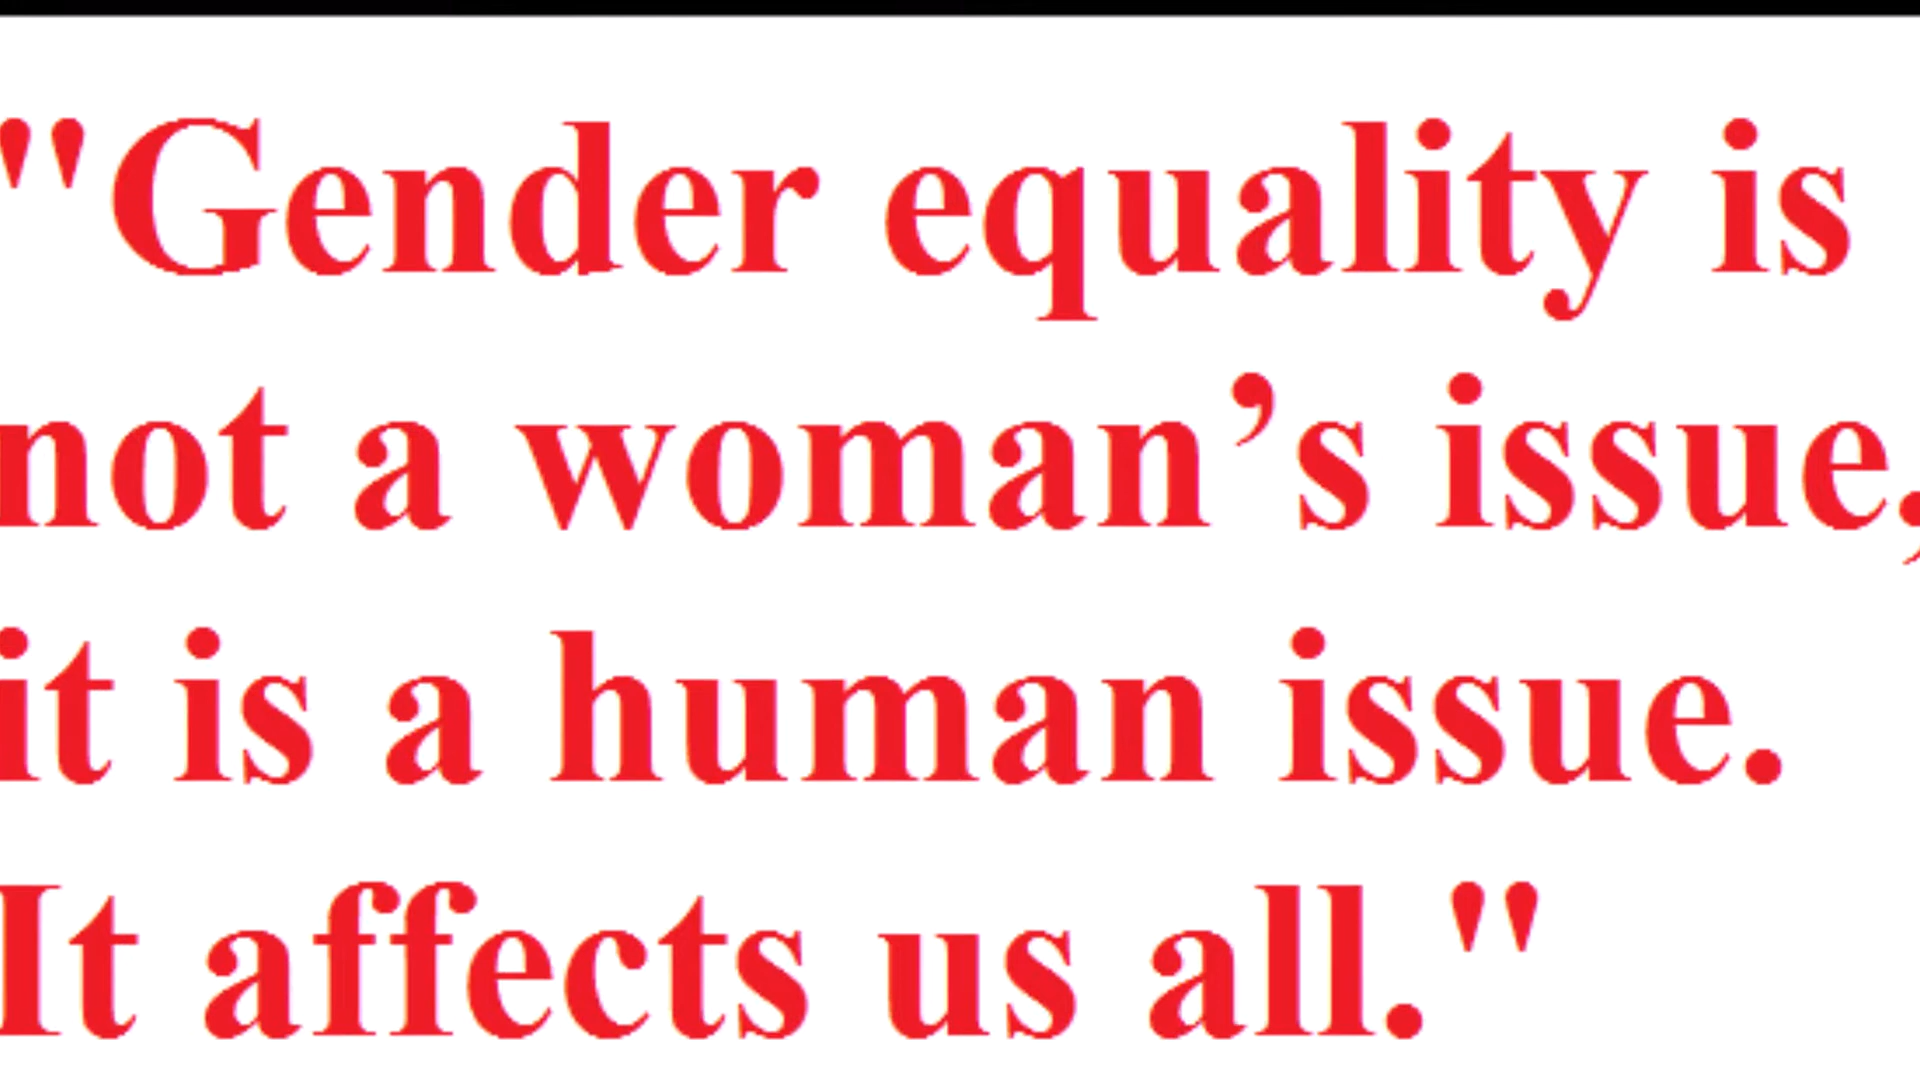 "Gender equality is
not a woman’s issue,
it is a human issue.
It affects us all."